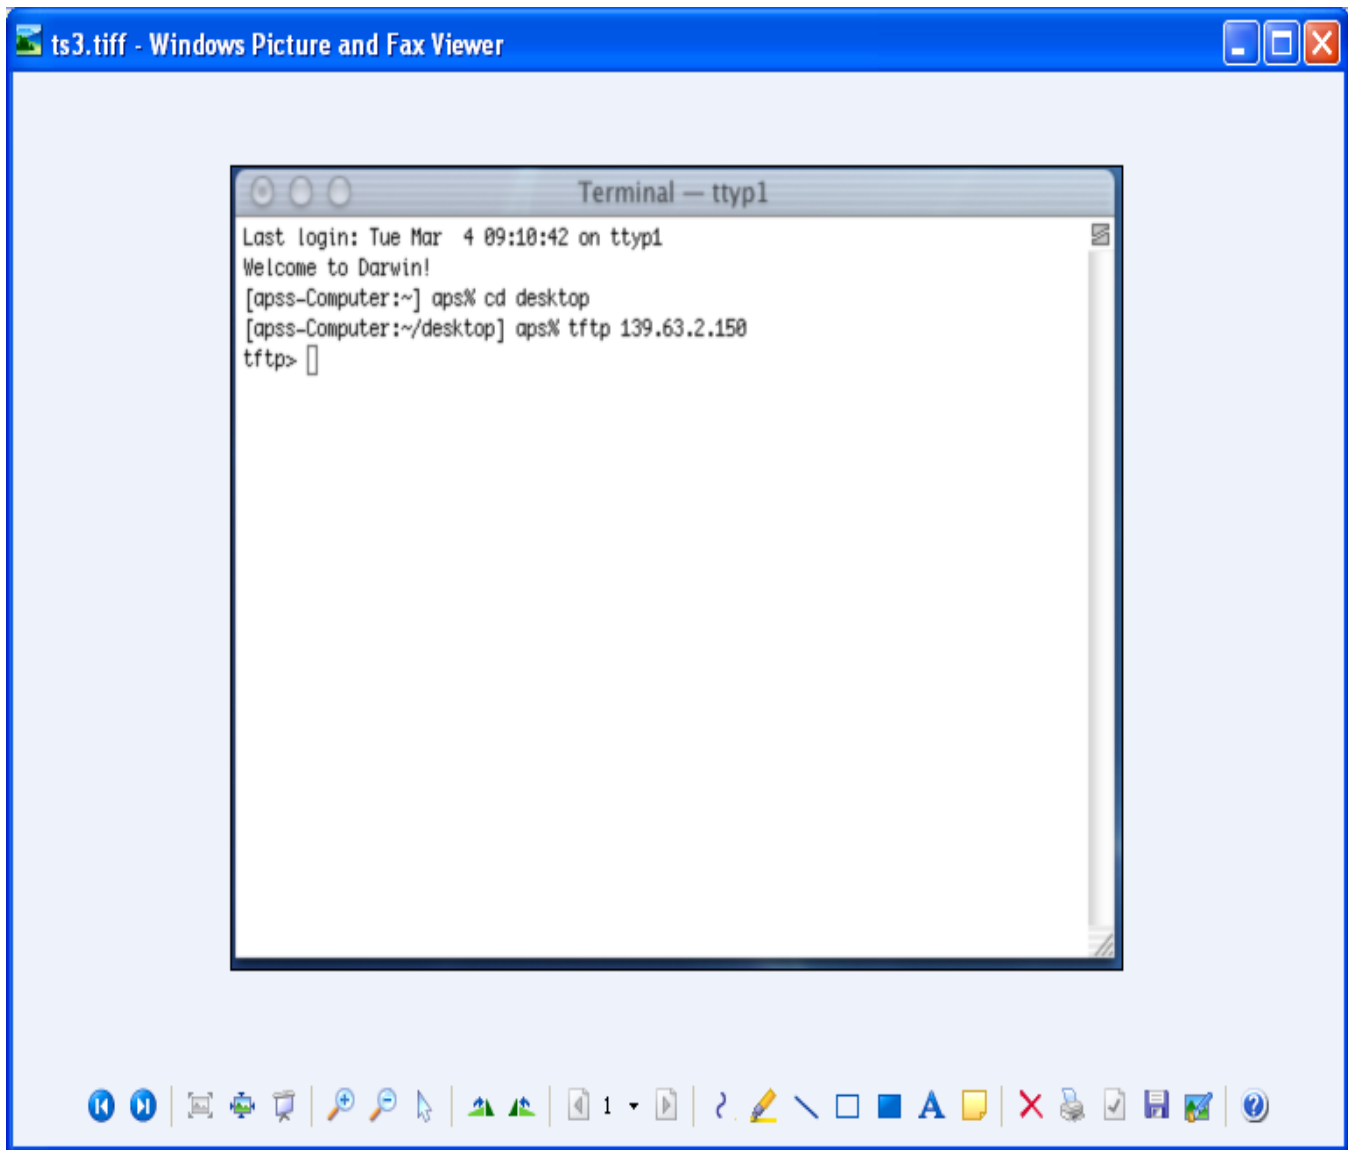 ts3.tiff - Windows Picture and Fax Viewer
Terminal — ttyp1
Last login: Tue Mar  4 09:10:42 on ttyp1
Welcome to Darwin!
[apss-Computer:~] aps% cd desktop
[apss-Computer:~/desktop] aps% tftp 139.63.2.150
tftp>
1